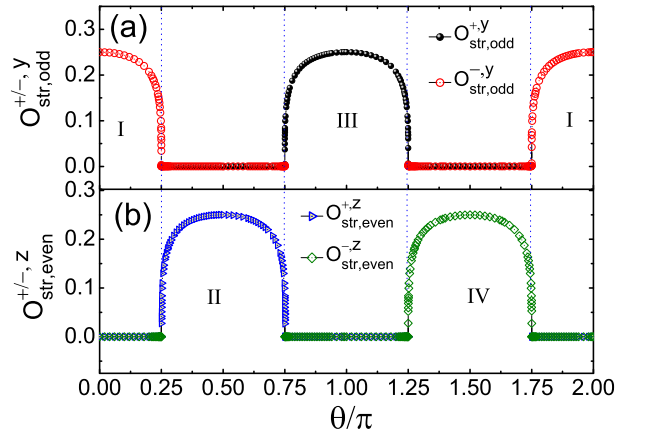 (a)
O^{+,y}_{str,odd}
O^{-,y}_{str,odd}
O^{+/-, y}_{str,odd}
0.3
0.2
0.1
0.0
I
III
I
(b)
O^{+,z}_{str,even}
O^{-,z}_{str,even}
O^{+/-, z}_{str,even}
0.3
0.2
0.1
0.0
II
IV
0.00 0.25 0.50 0.75 1.00 1.25 1.50 1.75 2.00
θ/π